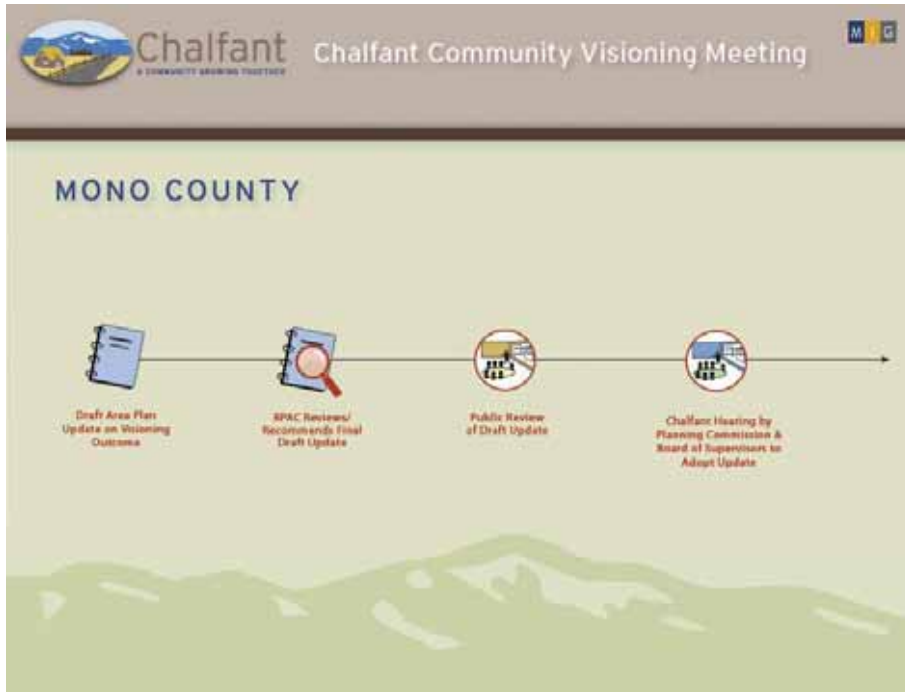 Chalfant
A COMMUNITY GROWING TOGETHER
Chalfant Community Visioning Meeting
M I G
MONO COUNTY
Draft Area Plan
Update on Visioning
Outcome
RPAC Reviews/
Recommends Final
Draft Update
Public Review
of Draft Update
Chalfant Hearing by
Planning Commission &
Board of Supervisors to
Adopt Update